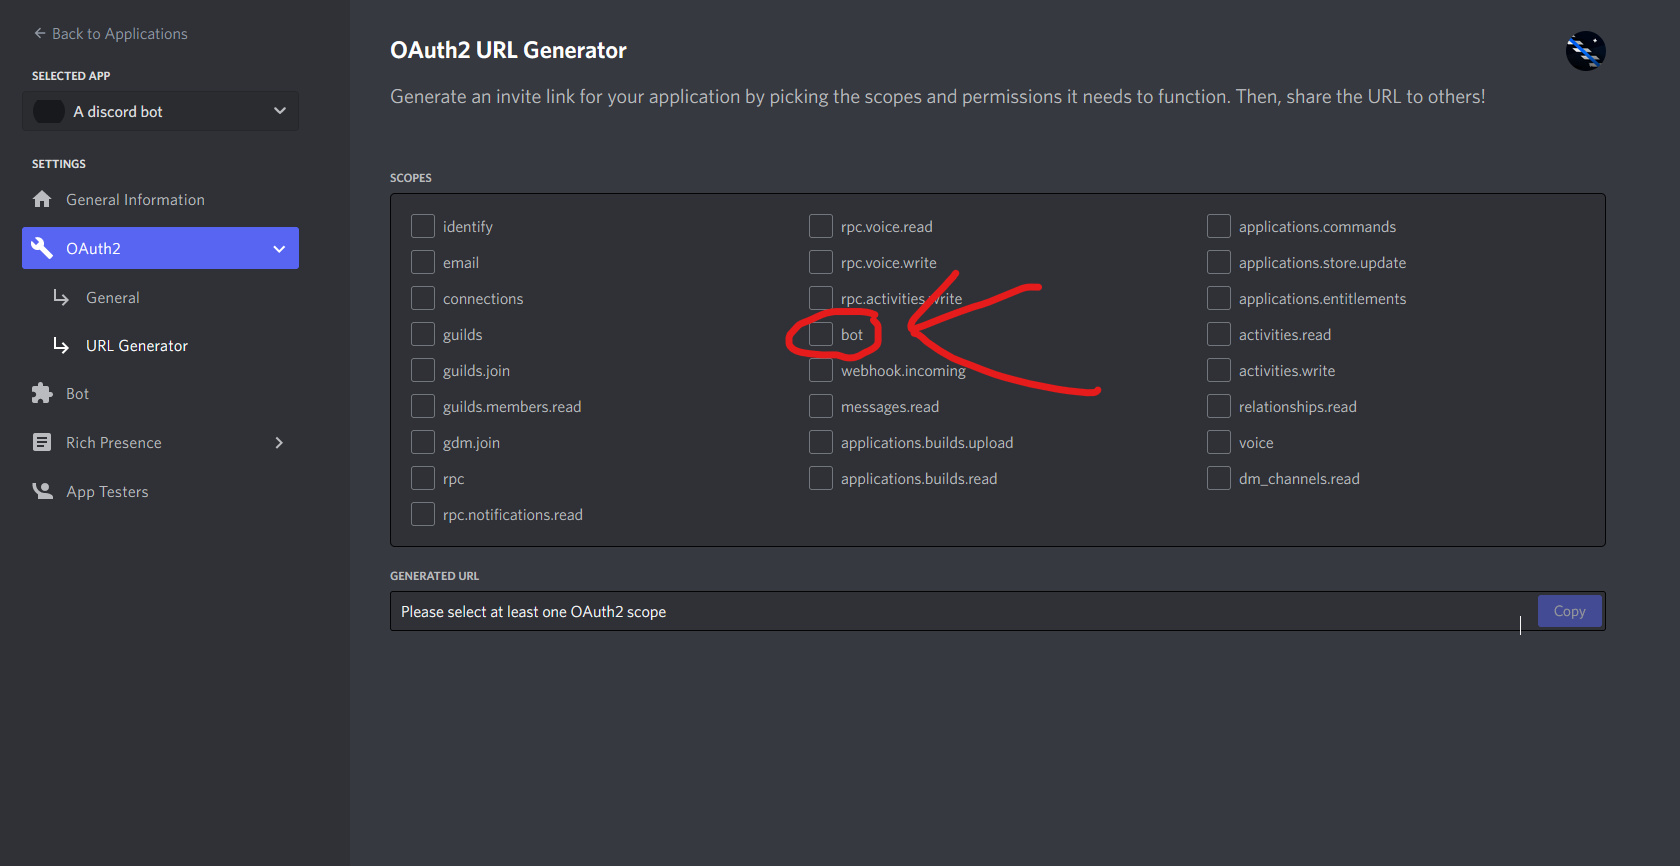 Back to Applications
SELECTED APP
A discord bot
SETTINGS
General Information
OAuth2
General
URL Generator
Bot
Rich Presence
App Testers
OAuth2 URL Generator
Generate an invite link for your application by picking the scopes and permissions it needs to function. Then, share the URL to others!
SCOPES
identify
email
connections
guilds
guilds.join
guilds.members.read
gdm.join
rpc
rpc.notifications.read
rpc.voice.read
rpc.voice.write
rpc.activities.write
bot
webhook.incoming
messages.read
applications.builds.upload
applications.builds.read
applications.commands
applications.store.update
applications.entitlements
activities.read
activities.write
relationships.read
voice
dm_channels.read
GENERATED URL
Please select at least one OAuth2 scope
Copy